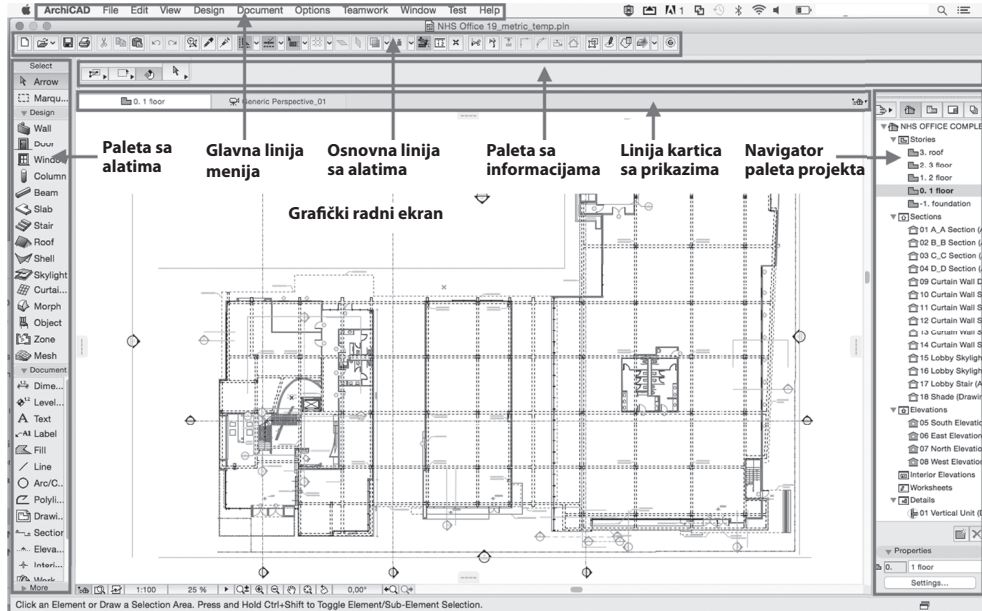 ArchiCAD File Edit View Design Document Options Teamwork Window Test Help
NHS Office 19_metric_temp.pln
Select
Arrow
Marqu...
Design
Wall
Door
Window
Column
Beam
Slab
Stair
Roof
Shell
Skylight
Curtai...
Morph
Object
Zone
Mesh
Document
Dime...
Level...
Text
Label
Fill
Line
Arc/C...
Polyli...
Drawi...
Section
Eleva...
Interi...
Work
More
0. 1 floor
Generic Perspective_01
Paleta sa
alatima
Glavna linija
menija
Osnovna linija
sa alatima
Paleta sa
informacijama
Linija kartica
sa prikazima
Navigator
paleta projekta
Grafički radni ekran
NHS OFFICE COMPLE
Stories
3. roof
2. 3 floor
1. 2 floor
0. 1 floor
-1. foundation
Sections
01 A_A Section (A
02 B_B Section (
03 C_C Section (
04 D_D Section (
09 Curtain Wall D
10 Curtain Wall S
11 Curtain Wall S
12 Curtain Wall S
13 Curtain Wall S
14 Curtain Wall S
15 Lobby Skyligh
16 Lobby Skyligh
17 Lobby Stair (A
18 Shade (Drawin
Elevations
05 South Elevatio
06 East Elevation
07 North Elevatio
08 West Elevation
Interior Elevations
Worksheets
Details
01 Vertical Unit (D
Properties
0. 1 floor
Settings...
1:100 25 % 0,00°
Click an Element or Draw a Selection Area. Press and Hold Ctrl+Shift to Toggle Element/Sub-Element Selection.